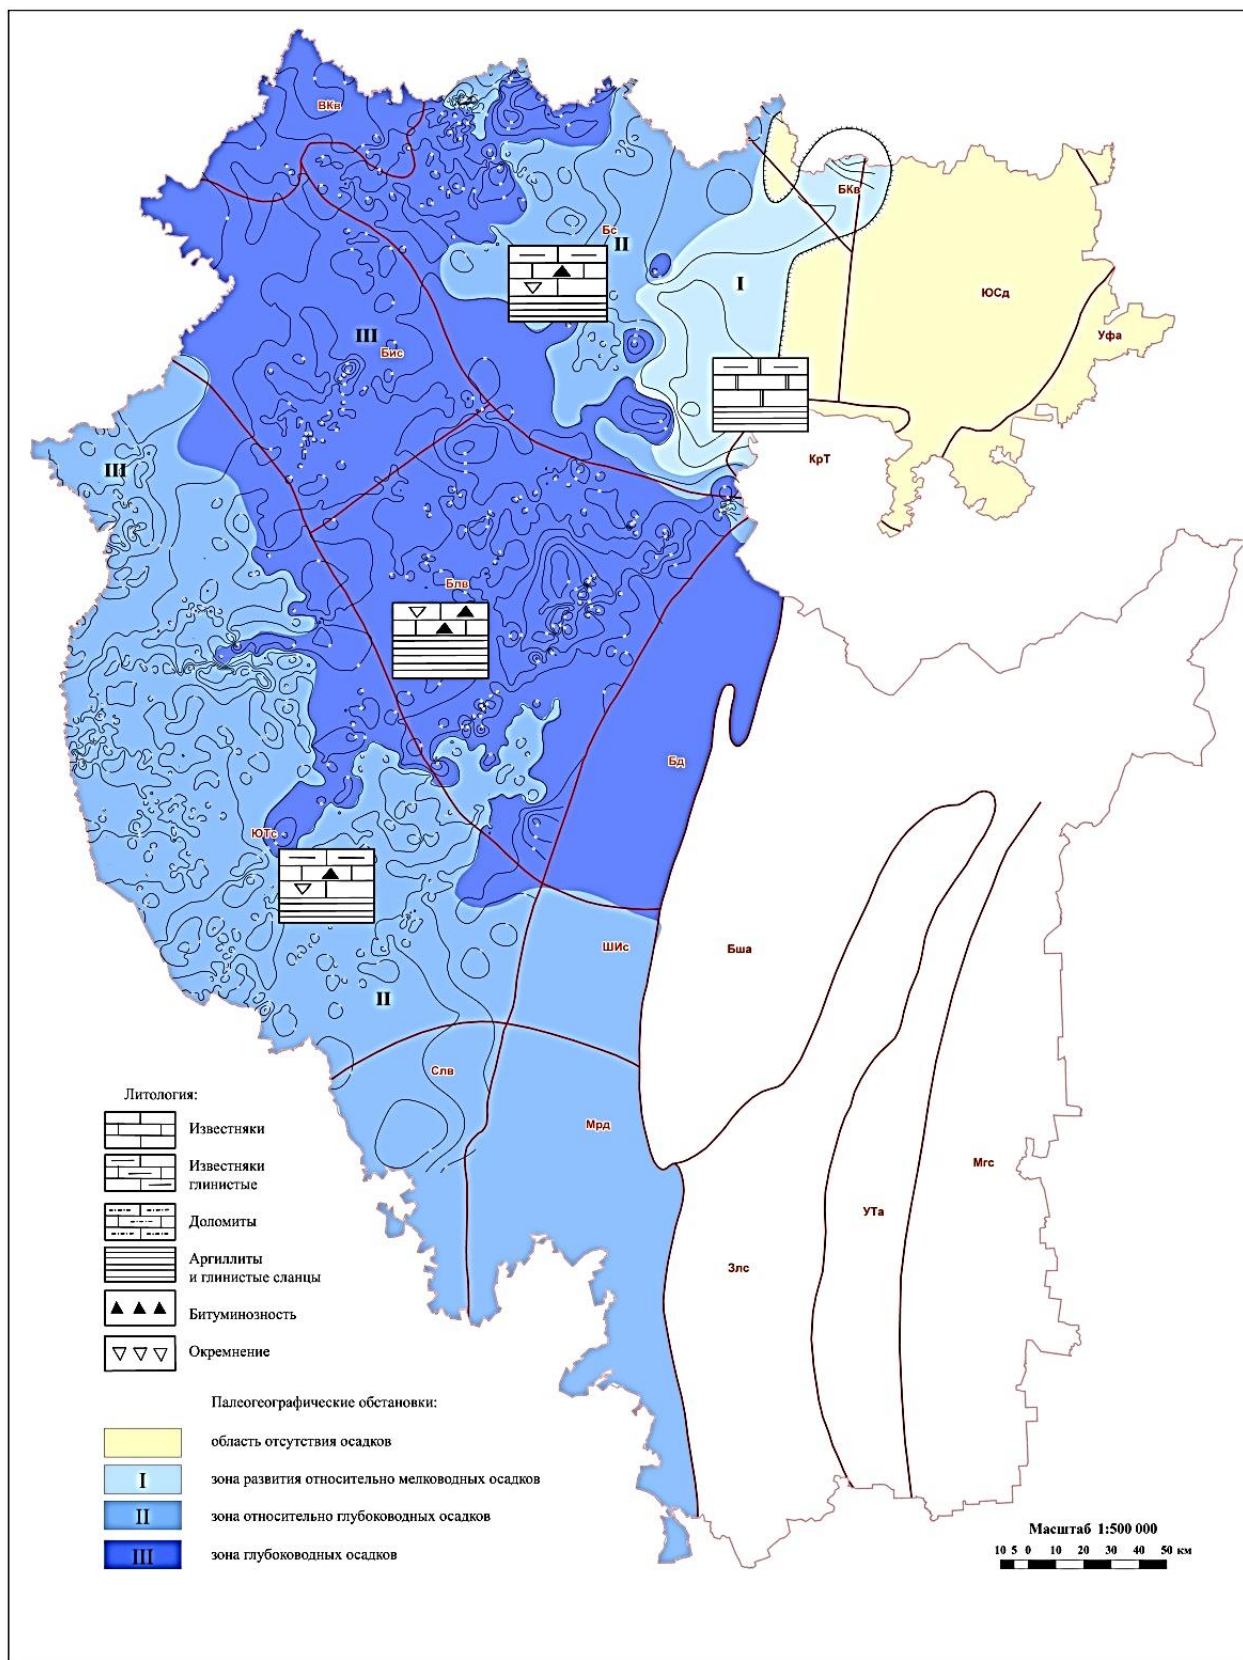 ВКв
БКв
Бс
II
I
ЮСд
Уфа
III
Бис
КрТ
III
Блв
Бд
ЮТс
ШИс
Бша
II
Слв
Мрд
Мгс
УТа
Злс
Литология:
Известняки
Известняки
глинистые
Доломиты
Аргиллиты
и глинистые сланцы
Битуминозность
Окремнение
Палеогеографические обстановки:
область отсутствия осадков
I зона развития относительно мелководных осадков
II зона относительно глубоководных осадков
III зона глубоководных осадков
Масштаб 1:500 000
10 5 0 10 20 30 40 50 км